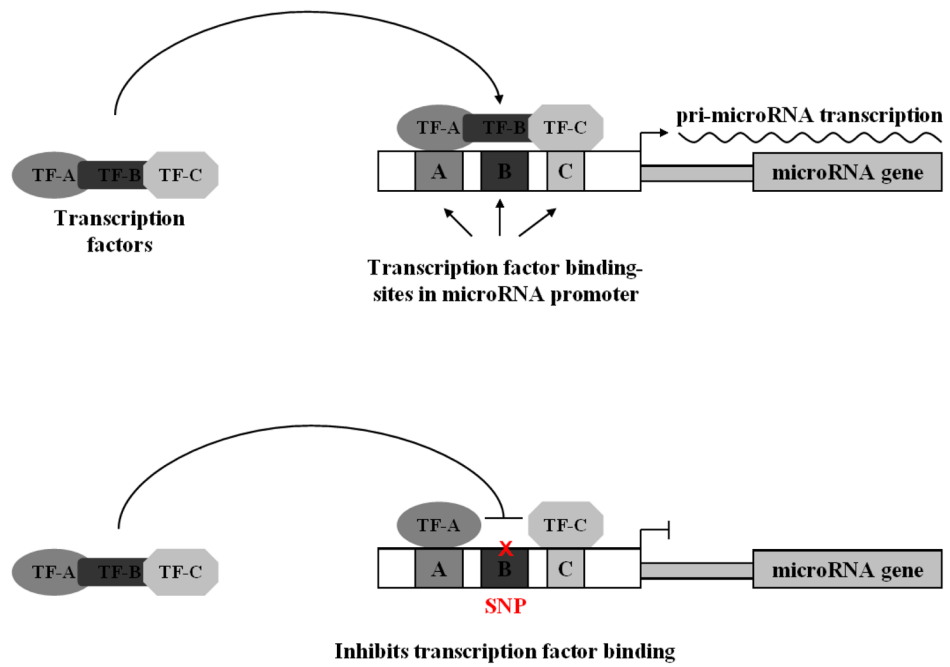 TF-A TF-B TF-C
pri-microRNA transcription
TF-A TF-B TF-C
A B C
microRNA gene
Transcription
factors
Transcription factor binding-
sites in microRNA promoter
TF-A TF-C
TF-A TF-B TF-C
X
A B C
microRNA gene
SNP
Inhibits transcription factor binding